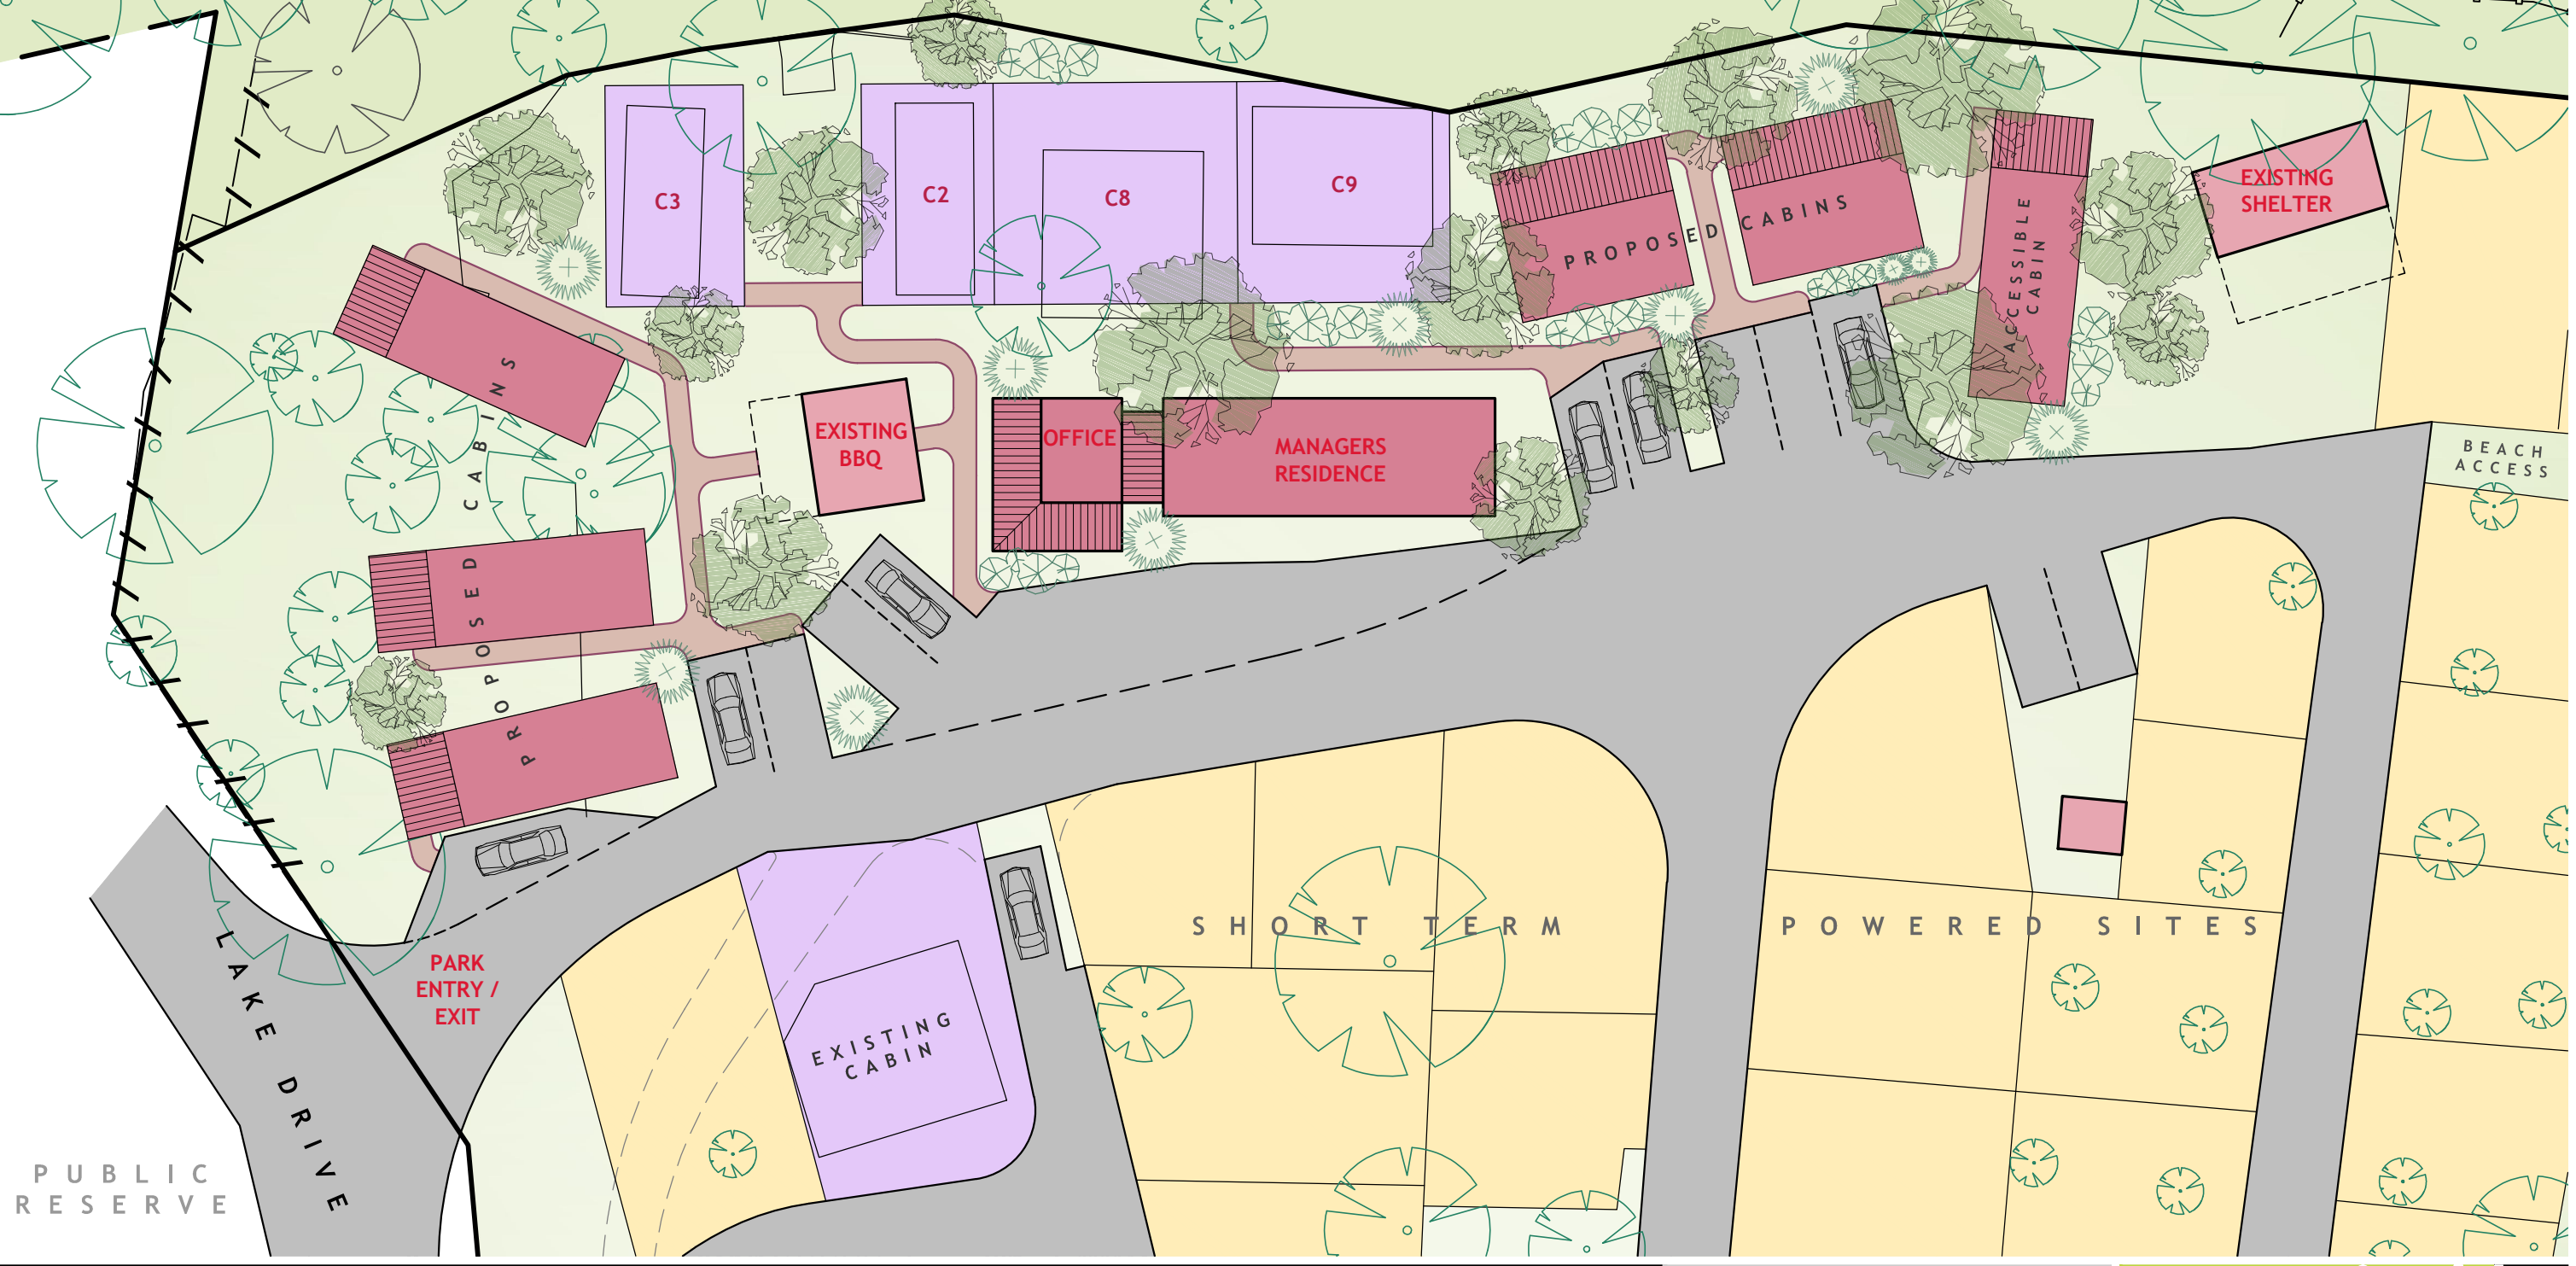 C3
C2
C8
C9
PROPOSED CABINS
ACCESSIBLE
CABIN
EXISTING
SHELTER
PROPOSED CABINS
EXISTING
BBQ
OFFICE
MANAGERS
RESIDENCE
BEACH
ACCESS
SHORT TERM POWERED SITES
PARK
ENTRY /
EXIT
LAKE DRIVE
EXISTING
CABIN
PUBLIC
RESERVE